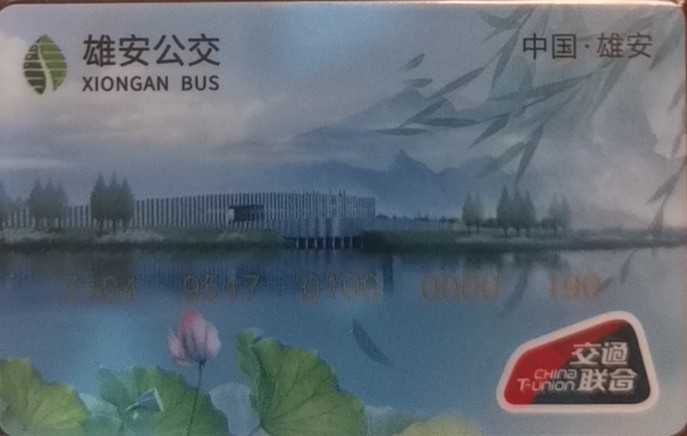 雄安公交
XIONGAN BUS
中国·雄安
9517 0100 0000 190
交通
CHINA
T-UNION 联合